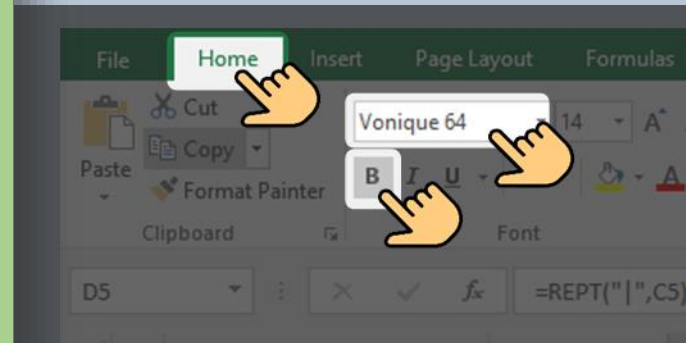 File Home Insert Page Layout Formulas
Cut
Vonique 64 14 A
Copy
Paste
B I U A
Format Painter
Clipboard Font
D5 fx =REPT("|",C5)